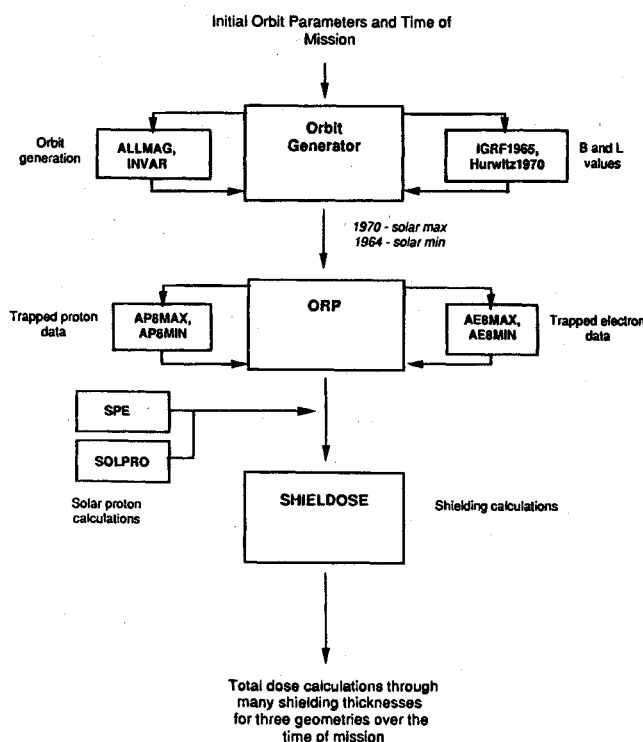 Initial Orbit Parameters and Time of
Mission
Orbit
generation
ALLMAG,
INVAR
Orbit
Generator
IGRF1965,
Hurwitz1970
B and L
values
1970 - solar max
1964 - solar min
Trapped proton
data
AP8MAX,
AP8MIN
ORP
AE8MAX,
AE8MIN
Trapped electron
data
SPE
SOLPRO
Solar proton
calculations
SHIELDOSE
Shielding calculations
Total dose calculations through
many shielding thicknesses
for three geometries over the
time of mission